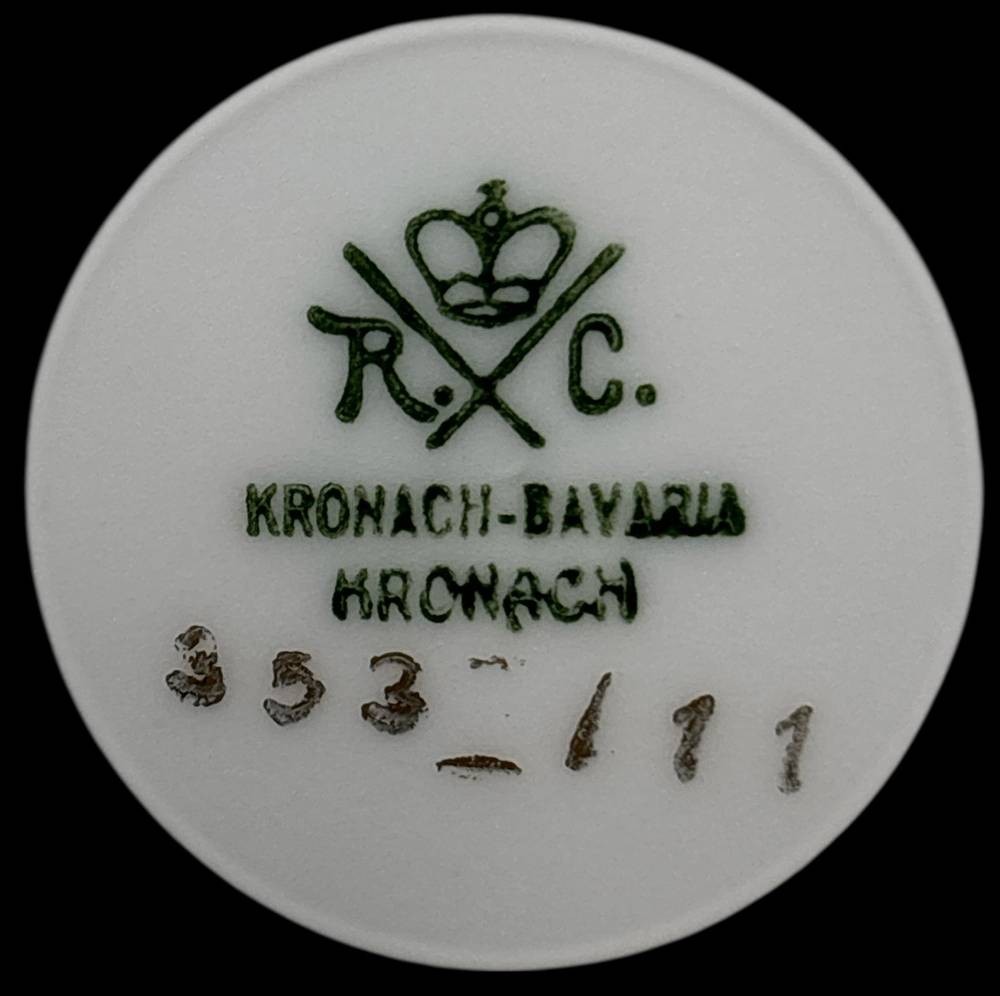 R. C.
KRONACH-BAVARIA
KRONACH
353 /11